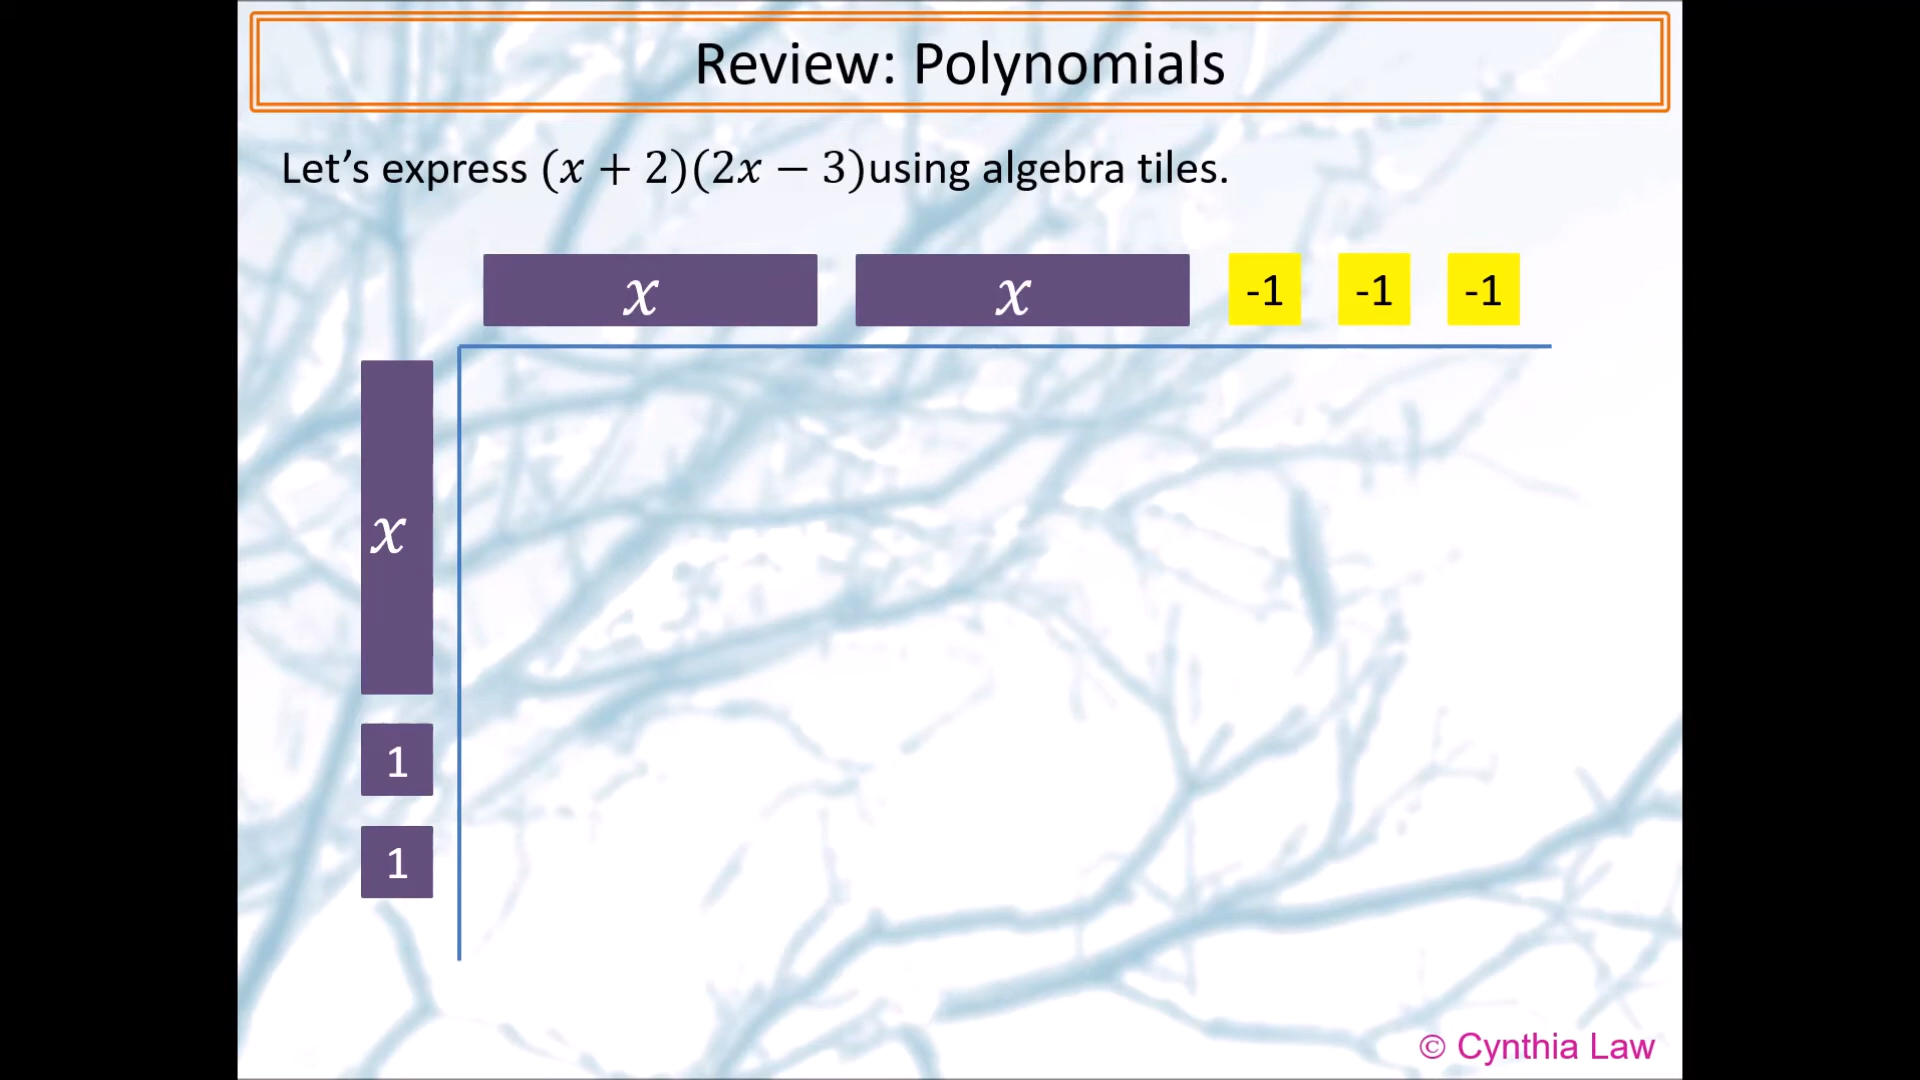 Review: Polynomials
Let’s express (x + 2)(2x − 3)using algebra tiles.
x x -1 -1 -1
x
1
1
© Cynthia Law